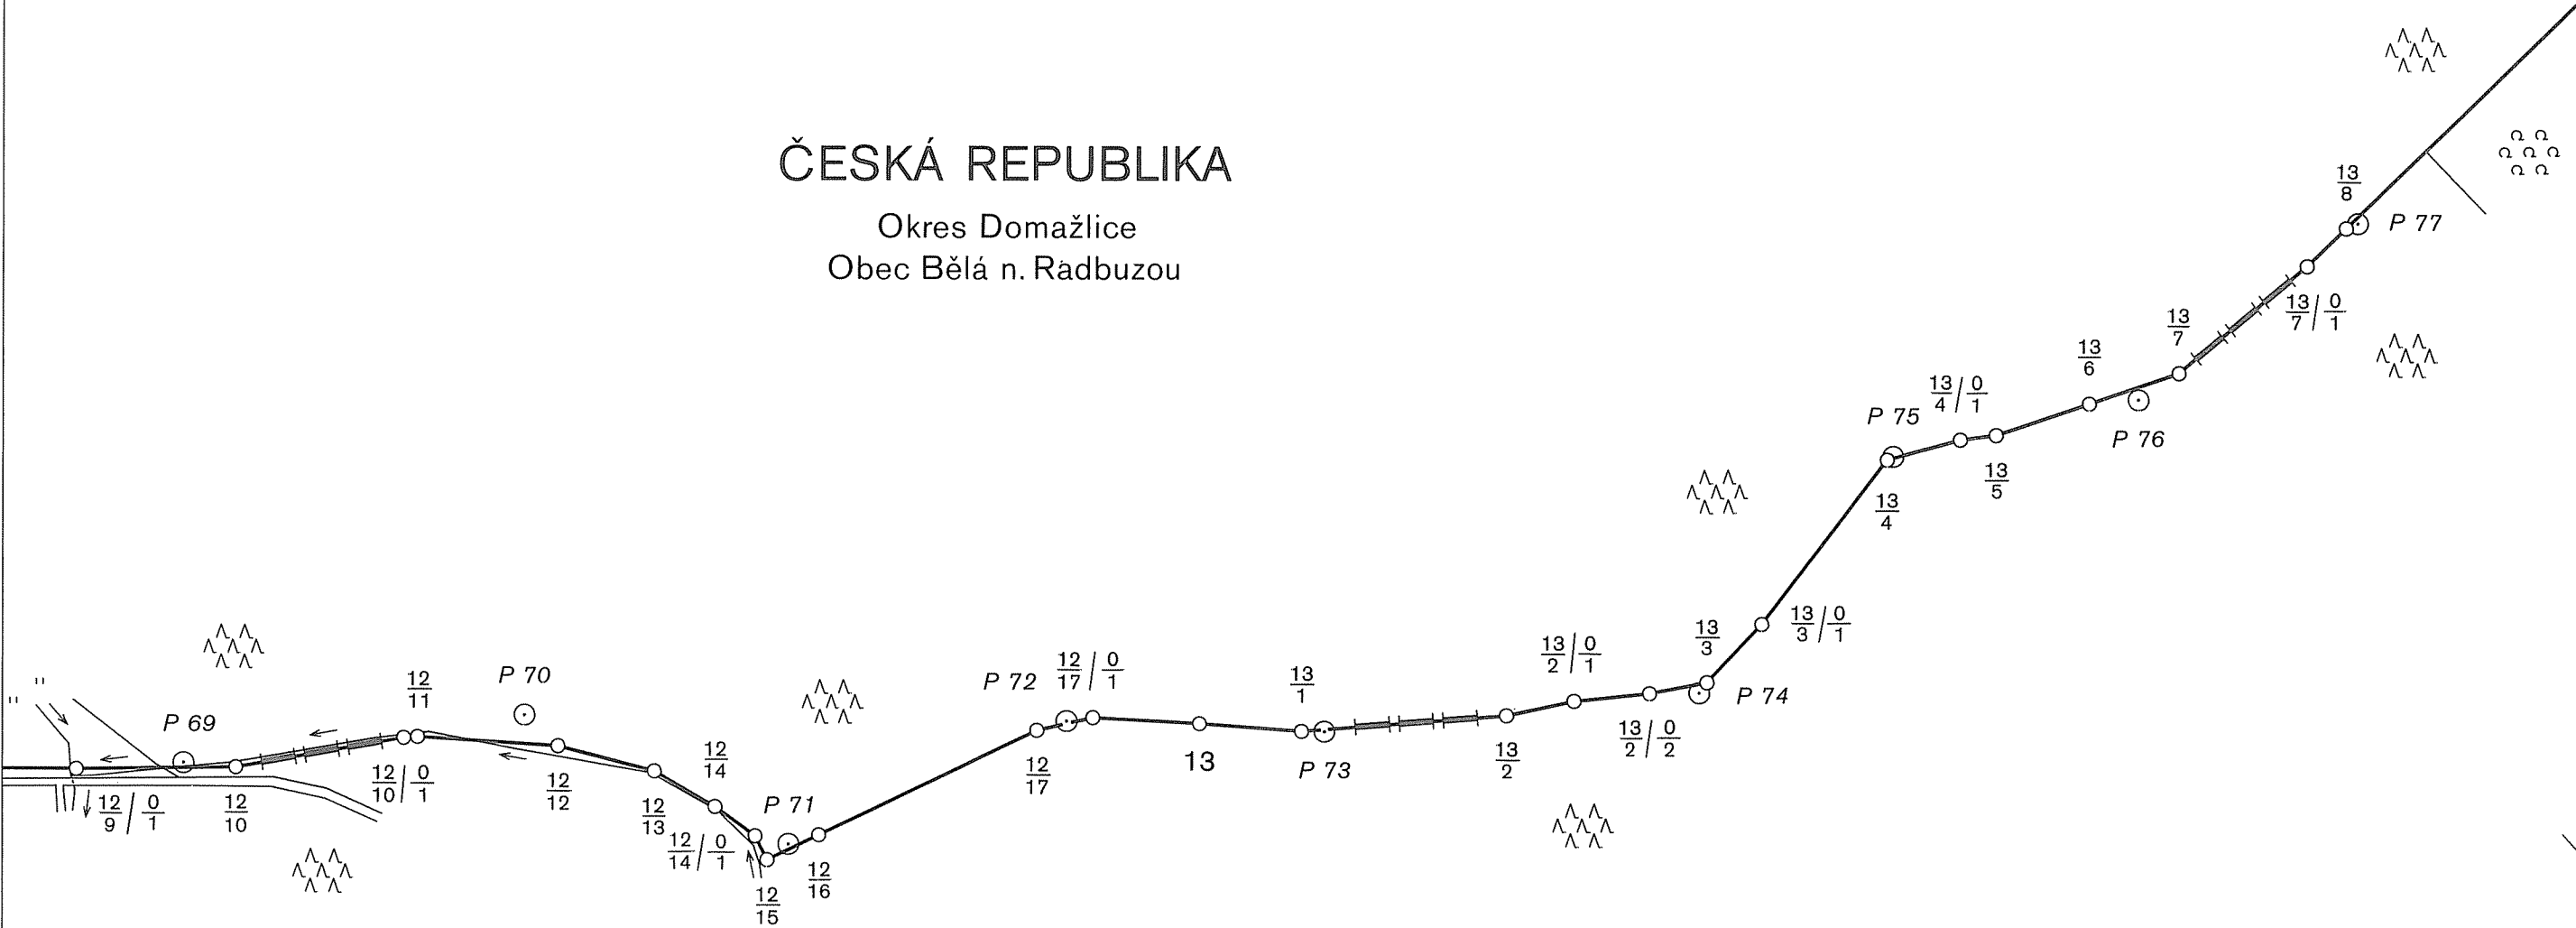 ČESKÁ REPUBLIKA
Okres Domažlice
Obec Bělá n. Radbuzou
13/8
P 77
13/7/0/1
13/7
13/6
13/4/0/1
P 75
P 76
13/5
13/4
13/3/0/1
13/3
13/2/0/1
P 74
13/2/0/2
12/17/0/1
P 72
13/1
13
P 73
13/2
12/17
12/11
P 70
P 69
12/14
12/10/0/1
12/12
P 71
12/9/0/1
12/10
12/13
12/14/0/1
12/16
12/15